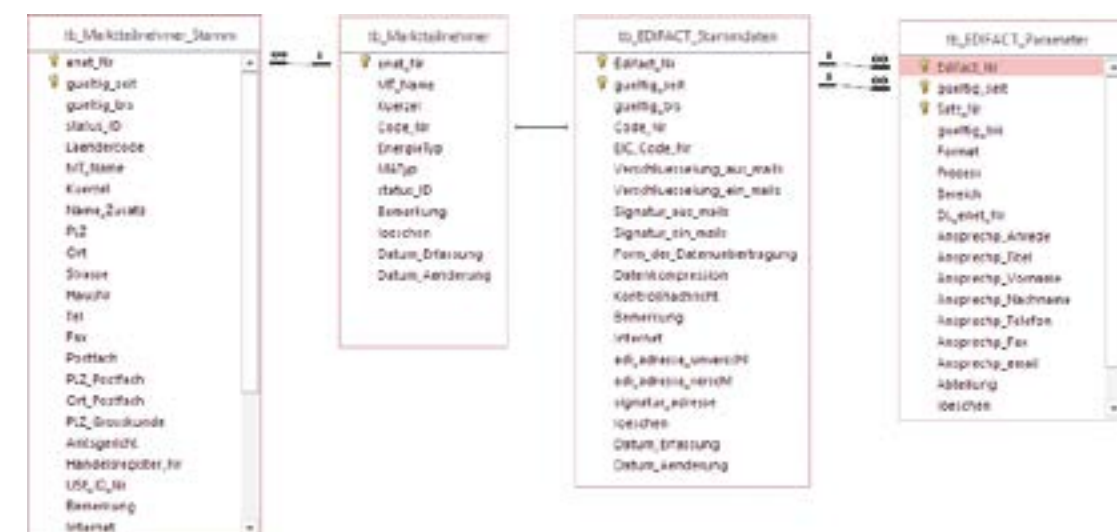 tb_Marktteilnehmer_Stamm
enet_Nr
gueltig_seit
gueltig_bis
status_ID
Laendercode
MT_Name
Kuerzel
Name_Zusatz
PLZ
Ort
Strasse
HausNr
Tel
Fax
Postfach
PLZ_Postfach
Ort_Postfach
PLZ_Grosskunde
Amtsgericht
Handelsregister_Nr
USt_ID_Nr
Bemerkung
Internet
tb_Marktteilnehmer
enet_Nr
MT_Name
Kuerzel
Code_Nr
EnergieTyp
status_ID
Bemerkung
loeschen
Datum_Erfassung
Datum_Aenderung
tb_EDIFACT_Stammdaten
Edifact_Nr
gueltig_seit
gueltig_bis
Code_Nr
EIC_Code_Nr
Verschluesselung_aus_mails
Verschluesselung_ein_mails
Signatur_aus_mails
Signatur_ein_mails
Form_der_Datenuebertragung
Datenkompression
Kontrollnachricht
Bemerkung
Internet
edi_adresse_unverschl
edi_adresse_verschl
signatur_adresse
loeschen
Datum_Erfassung
Datum_Aenderung
tb_EDIFACT_Parameter
Edifact_Nr
gueltig_seit
Satz_Nr
gueltig_bis
Format
Prozess
Bereich
DL_enet_Nr
Ansprechp_Anrede
Ansprechp_Titel
Ansprechp_Vorname
Ansprechp_Nachname
Ansprechp_Telefon
Ansprechp_Fax
Ansprechp_email
Abteilung
loeschen